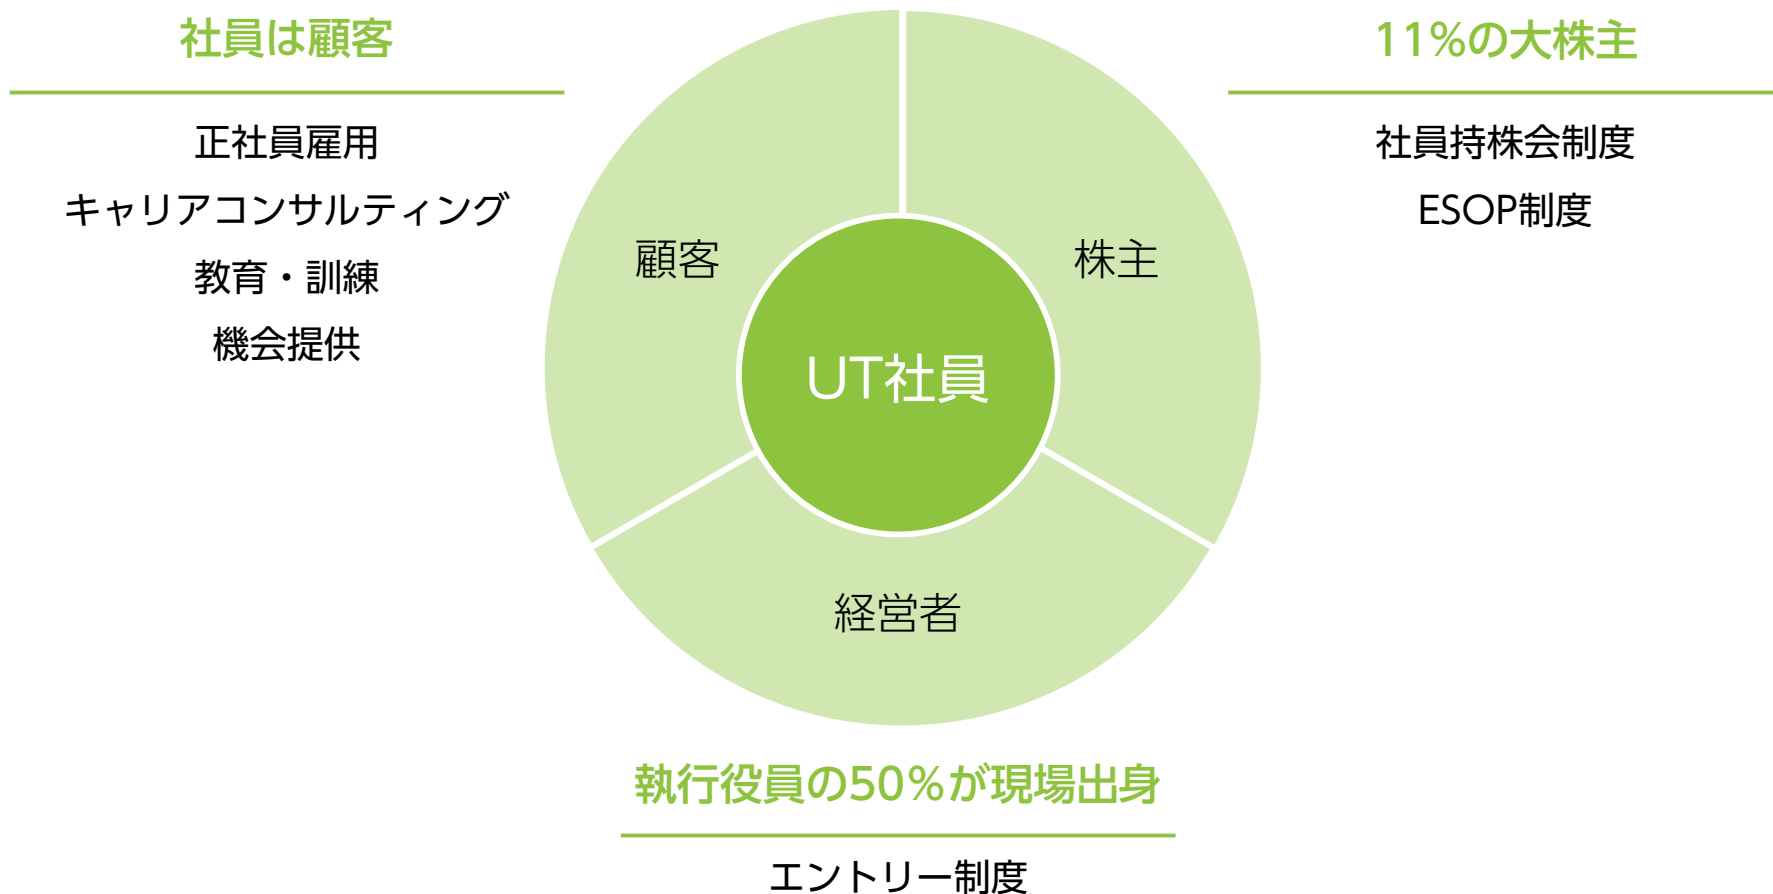 社員は顧客
正社員雇用
キャリアコンサルティング
教育・訓練
機会提供
11%の大株主
社員持株会制度
ESOP制度
顧客
株主
UT社員
経営者
執行役員の50%が現場出身
エントリー制度